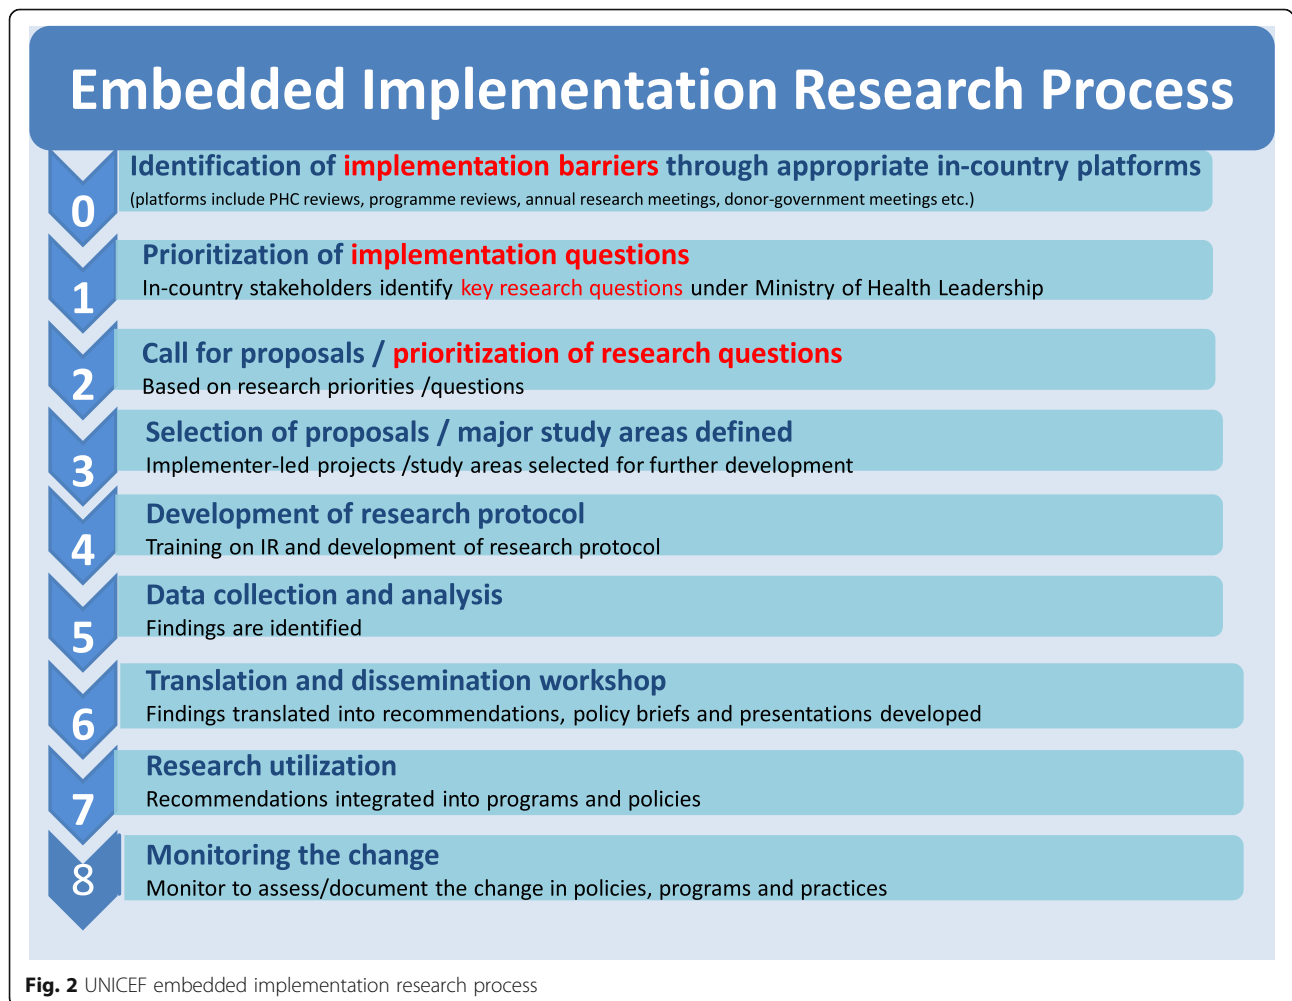 Embedded Implementation Research Process
0
Identification of implementation barriers through appropriate in-country platforms
(platforms include PHC reviews, programme reviews, annual research meetings, donor-government meetings etc.)
1
Prioritization of implementation questions
In-country stakeholders identify key research questions under Ministry of Health Leadership
2
Call for proposals / prioritization of research questions
Based on research priorities /questions
3
Selection of proposals / major study areas defined
Implementer-led projects /study areas selected for further development
4
Development of research protocol
Training on IR and development of research protocol
5
Data collection and analysis
Findings are identified
6
Translation and dissemination workshop
Findings translated into recommendations, policy briefs and presentations developed
7
Research utilization
Recommendations integrated into programs and policies
8
Monitoring the change
Monitor to assess/document the change in policies, programs and practices
Fig. 2 UNICEF embedded implementation research process